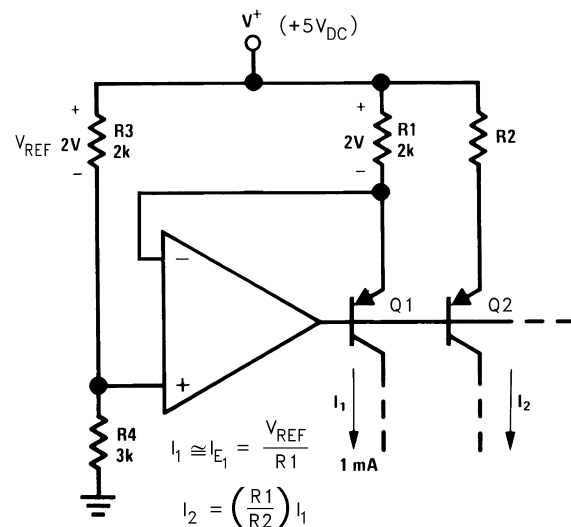 V+ (+5VDC)
+
VREF 2V
−
R3
2k
+
2V
−
R1
2k
R2
−
+
Q1
Q2
R4
3k
I1
1 mA
I2
I1 ≅ IE1 = VREF / R1
I2 = (R1 / R2) I1